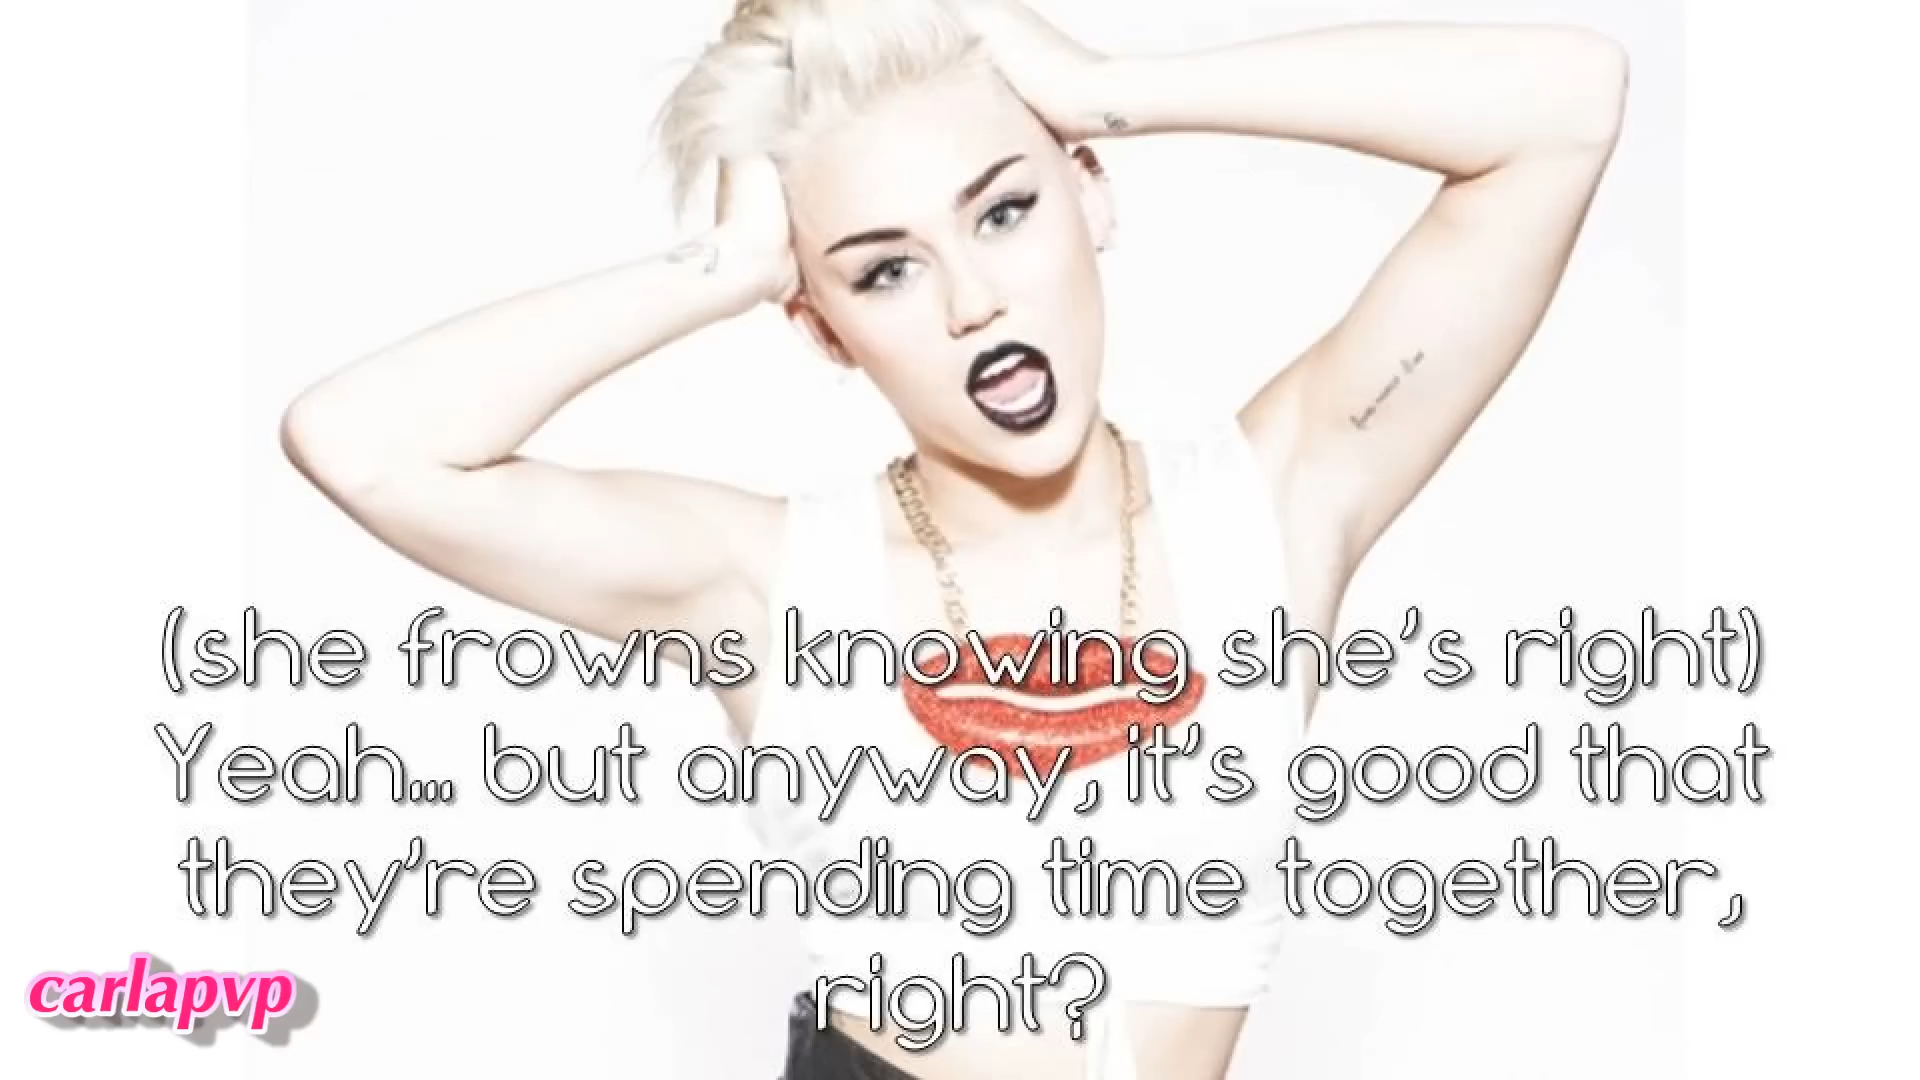 (she frowns knowing she's right)
Yeah... but anyway, it's good that
they're spending time together,
right?
carlapvp